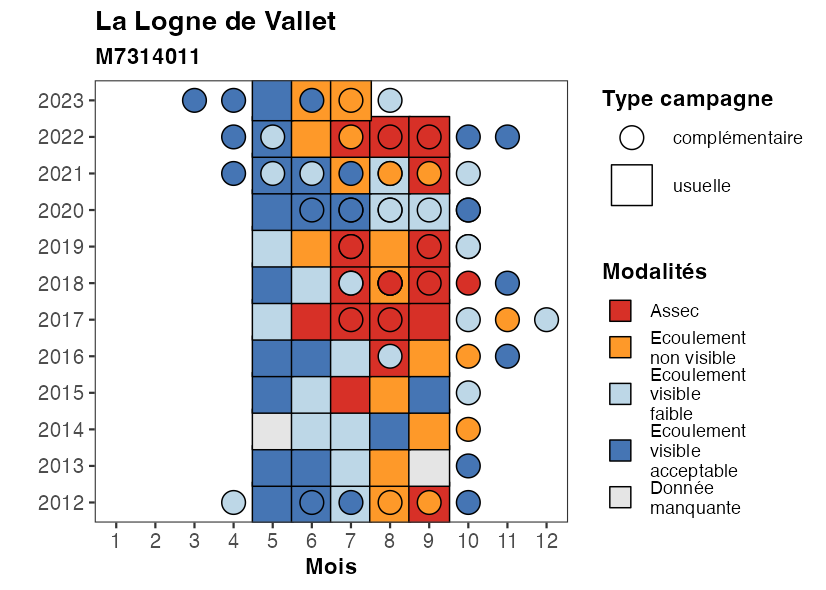 La Logne de Vallet
M7314011
2023
2022
2021
2020
2019
2018
2017
2016
2015
2014
2013
2012
1 2 3 4 5 6 7 8 9 10 11 12
Mois
Type campagne
complémentaire
usuelle
Modalités
Assec
Ecoulement
non visible
Ecoulement
visible
faible
Ecoulement
visible
acceptable
Donnée
manquante